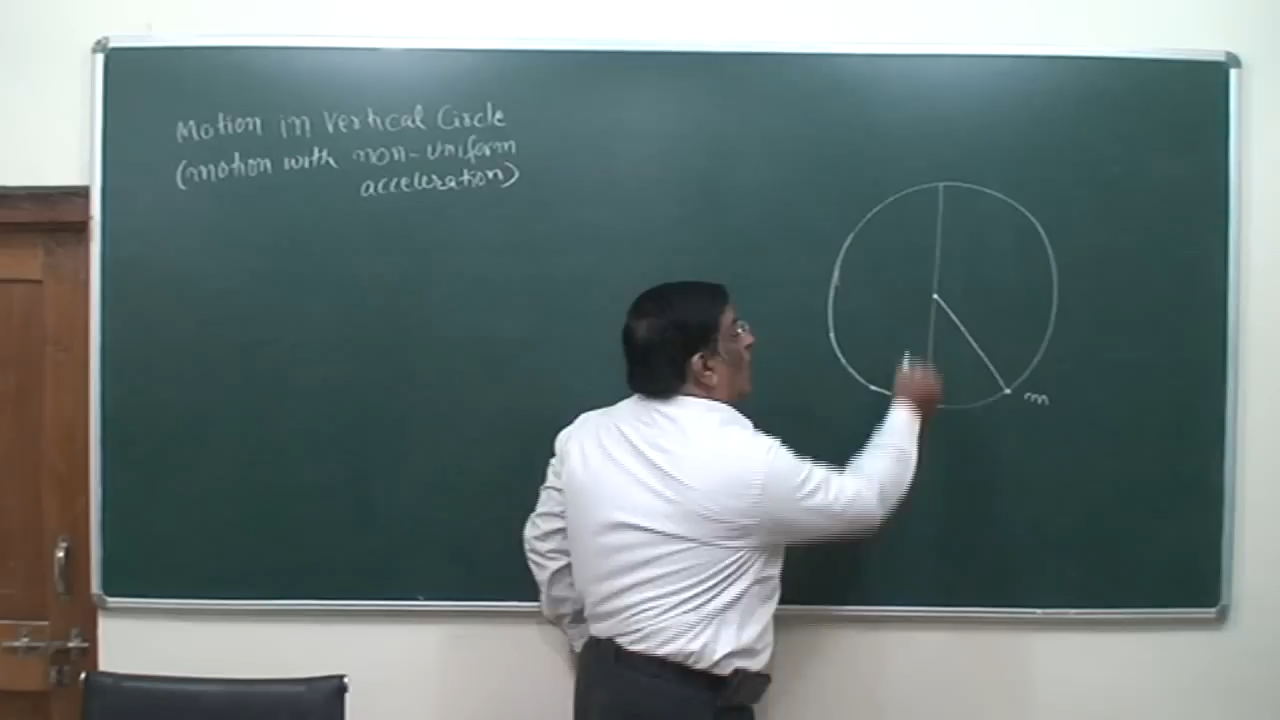 Motion in Vertical Circle
(motion with non-uniform
acceleration)
m